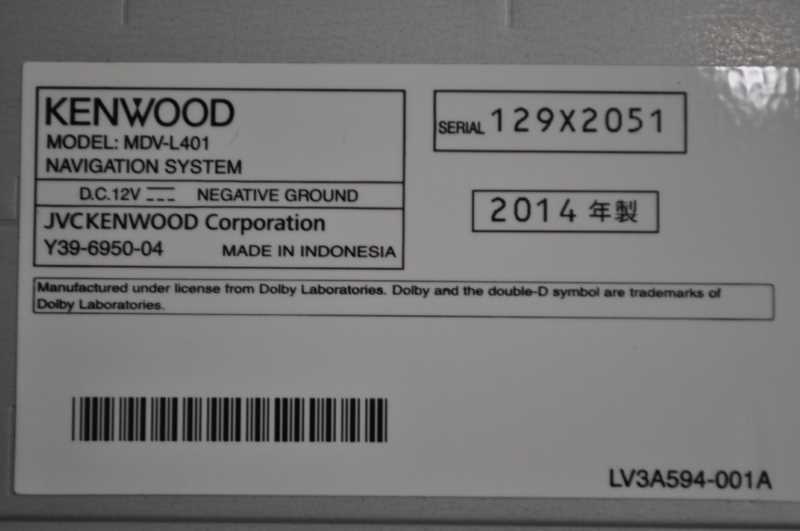 KENWOOD
MODEL: MDV-L401
NAVIGATION SYSTEM
D.C.12V NEGATIVE GROUND
JVCKENWOOD Corporation
Y39-6950-04 MADE IN INDONESIA
SERIAL 129X2051
2014 年製
Manufactured under license from Dolby Laboratories. Dolby and the double-D symbol are trademarks of
Dolby Laboratories.
LV3A594-001A